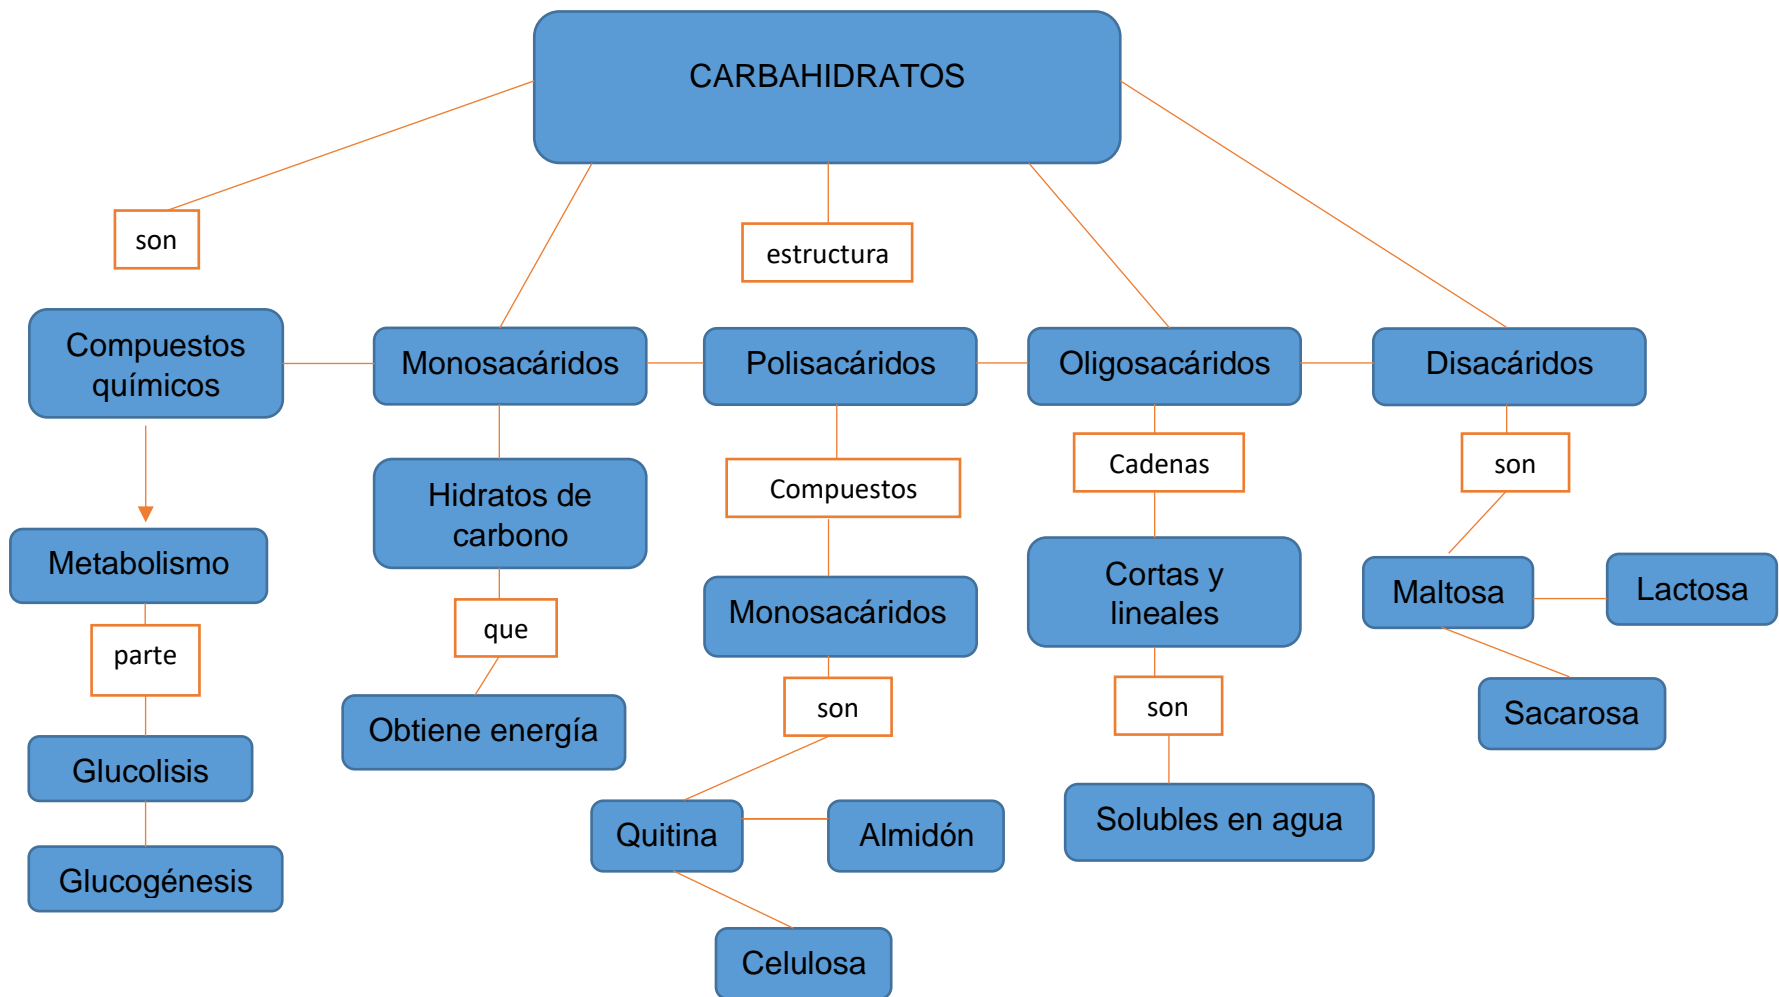 CARBAHIDRATOS
son
estructura
Compuestos
químicos
Monosacáridos
Polisacáridos
Oligosacáridos
Disacáridos
Hidratos de
carbono
Compuestos
Cadenas
son
Metabolismo
Monosacáridos
Cortas y
lineales
Maltosa
Lactosa
parte
que
son
son
Sacarosa
Obtiene energía
Glucolisis
Quitina
Almidón
Solubles en agua
Glucogénesis
Celulosa